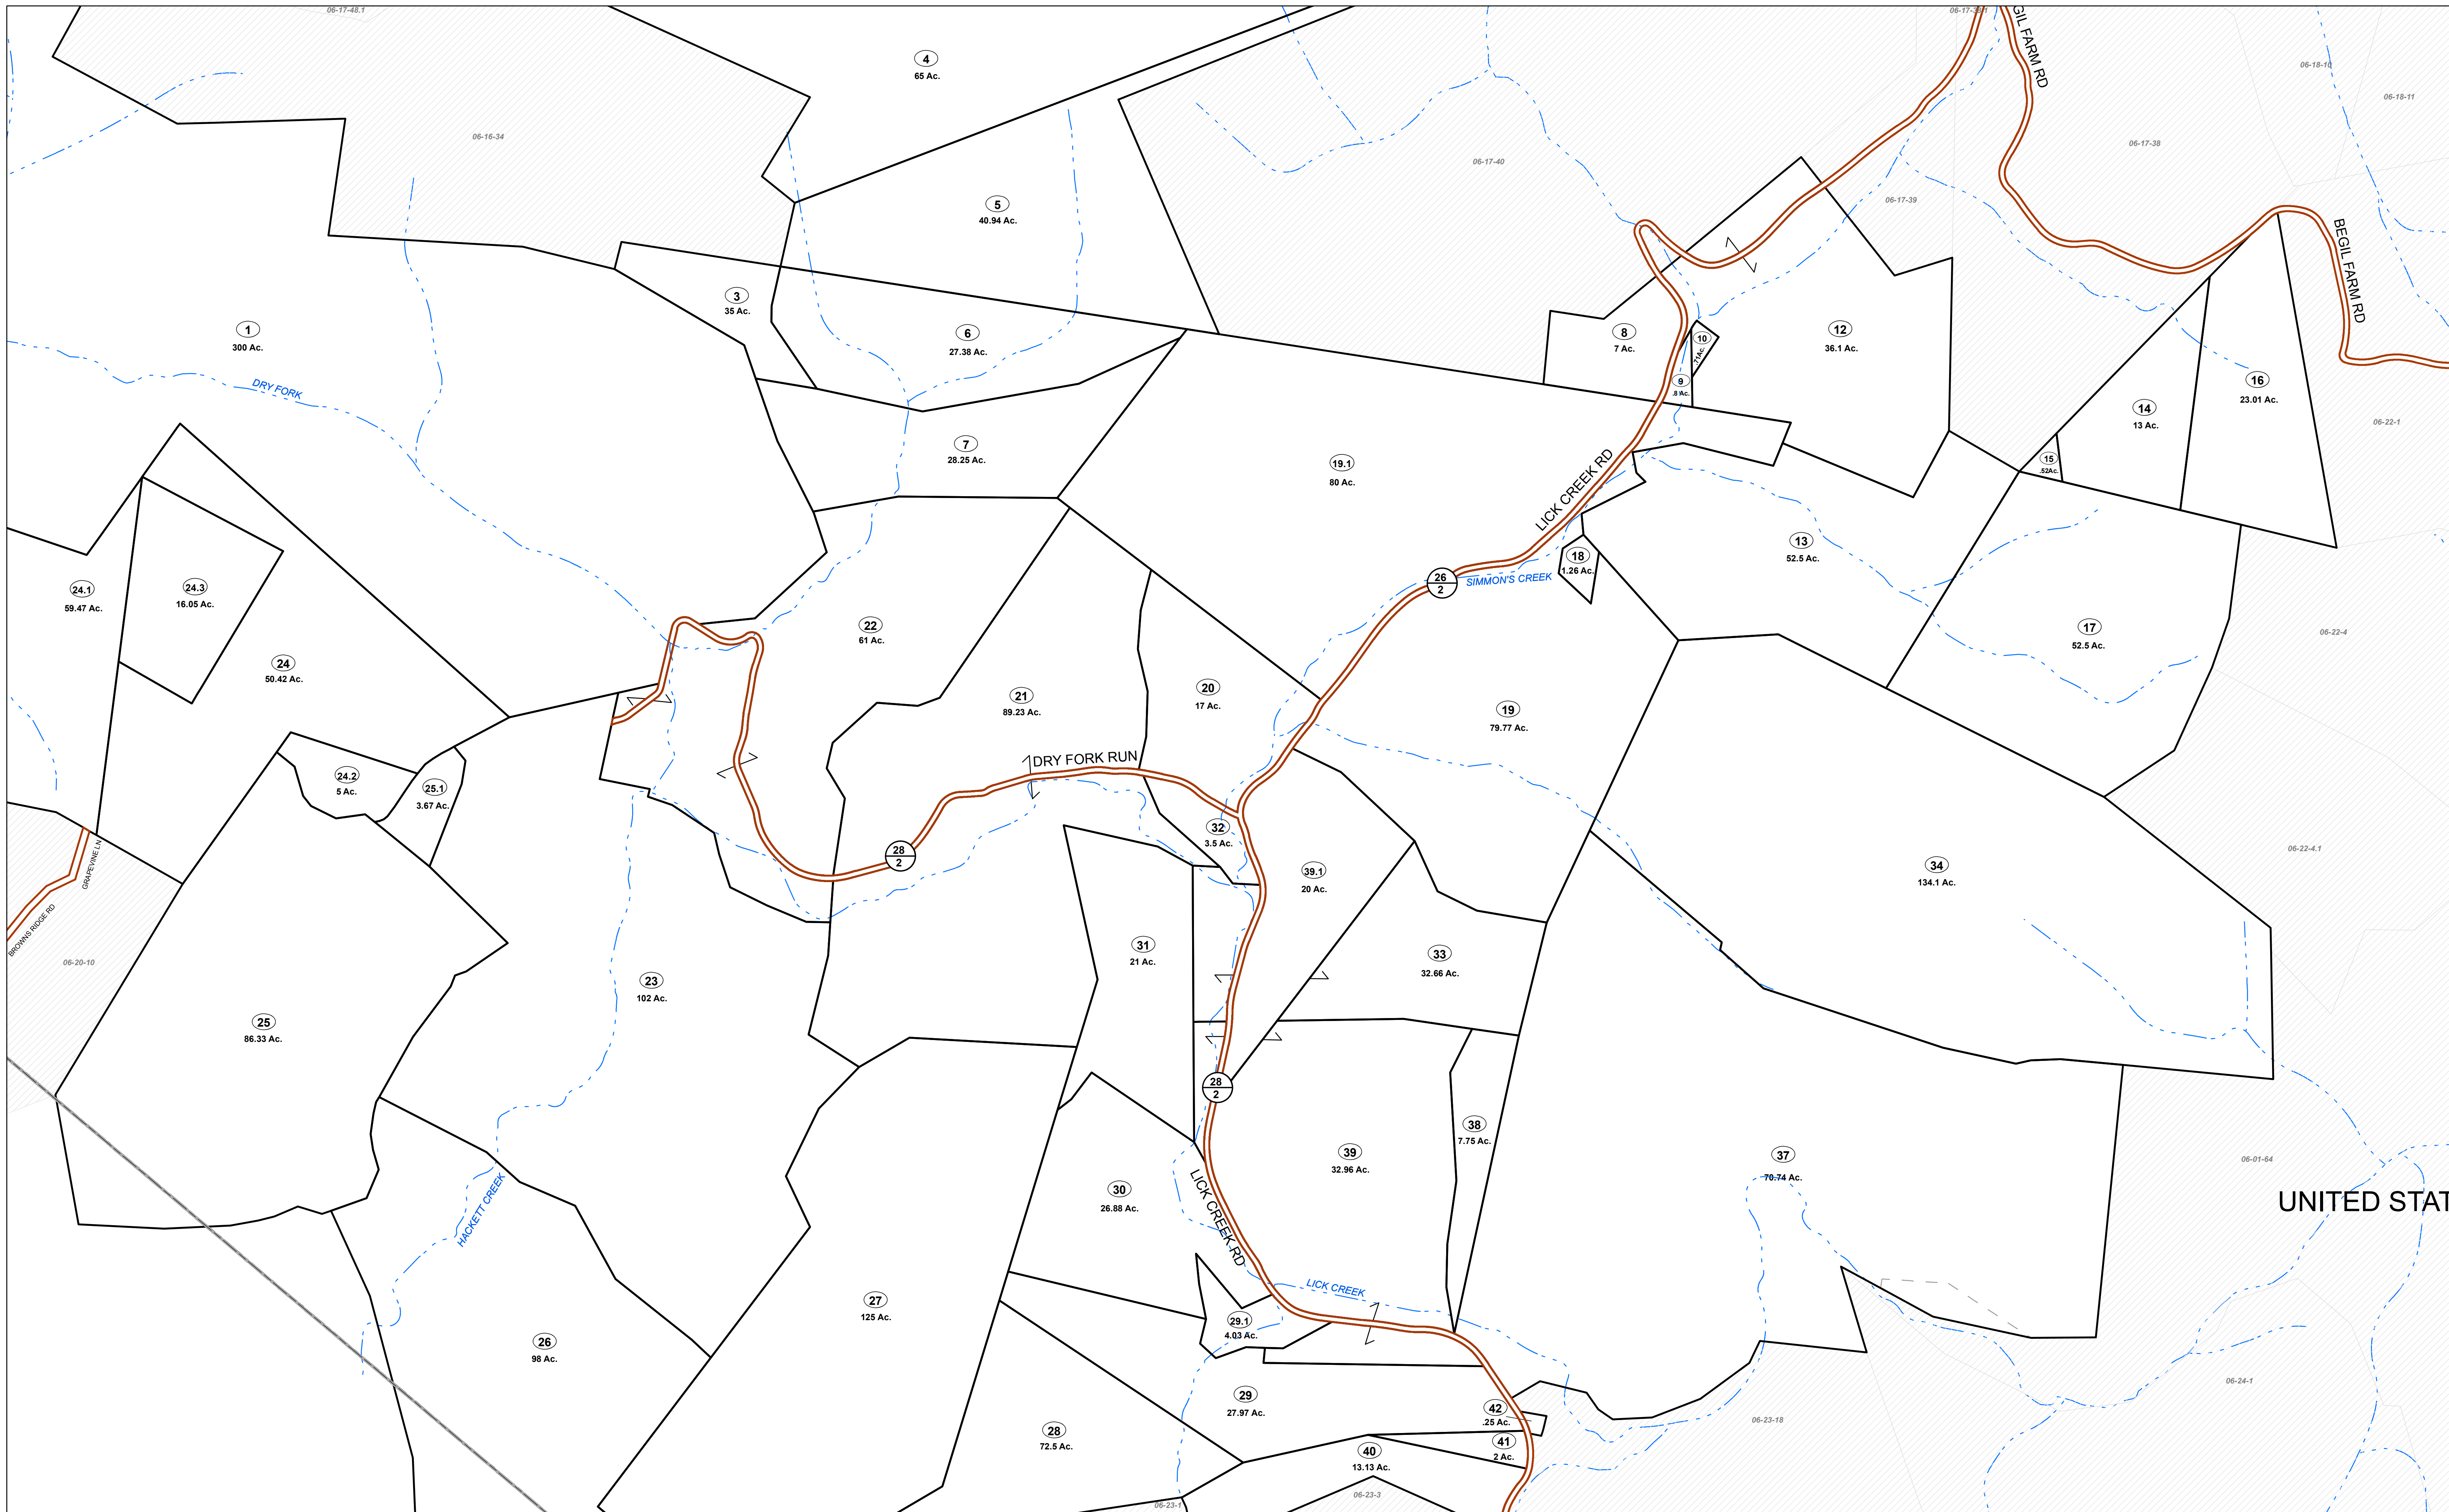 06-17-48.1
06-17-39.1
BEGIL FARM RD
4
65 Ac.
06-18-10
06-18-11
06-16-34
06-17-40
06-17-38
06-17-39
5
40.94 Ac.
BEGIL FARM RD
3
35 Ac.
1
300 Ac.
6
27.38 Ac.
8
7 Ac.
10
.71Ac.
12
36.1 Ac.
9
.8 Ac.
DRY FORK
16
23.01 Ac.
14
13 Ac.
06-22-1
7
28.25 Ac.
19.1
80 Ac.
15
.52Ac.
LICK CREEK RD
13
52.5 Ac.
18
1.26 Ac.
26
2
SIMMON'S CREEK
24.1
59.47 Ac.
24.3
16.05 Ac.
22
61 Ac.
17
52.5 Ac.
06-22-4
24
50.42 Ac.
21
89.23 Ac.
20
17 Ac.
19
79.77 Ac.
DRY FORK RUN
24.2
5 Ac.
25.1
3.67 Ac.
32
3.5 Ac.
28
2
GRAPEVINE LN
BROWNS RIDGE RD
39.1
20 Ac.
34
134.1 Ac.
06-22-4.1
06-20-10
31
21 Ac.
33
32.66 Ac.
23
102 Ac.
25
86.33 Ac.
28
2
38
7.75 Ac.
39
32.96 Ac.
37
70.74 Ac.
06-01-64
UNITED STAT
30
26.88 Ac.
LICK CREEK RD
HACKETT CREEK
LICK CREEK
27
125 Ac.
29.1
4.03 Ac.
26
98 Ac.
29
27.97 Ac.
42
.25 Ac.
06-24-1
06-23-18
28
72.5 Ac.
41
2 Ac.
40
13.13 Ac.
06-23-3
06-23-1